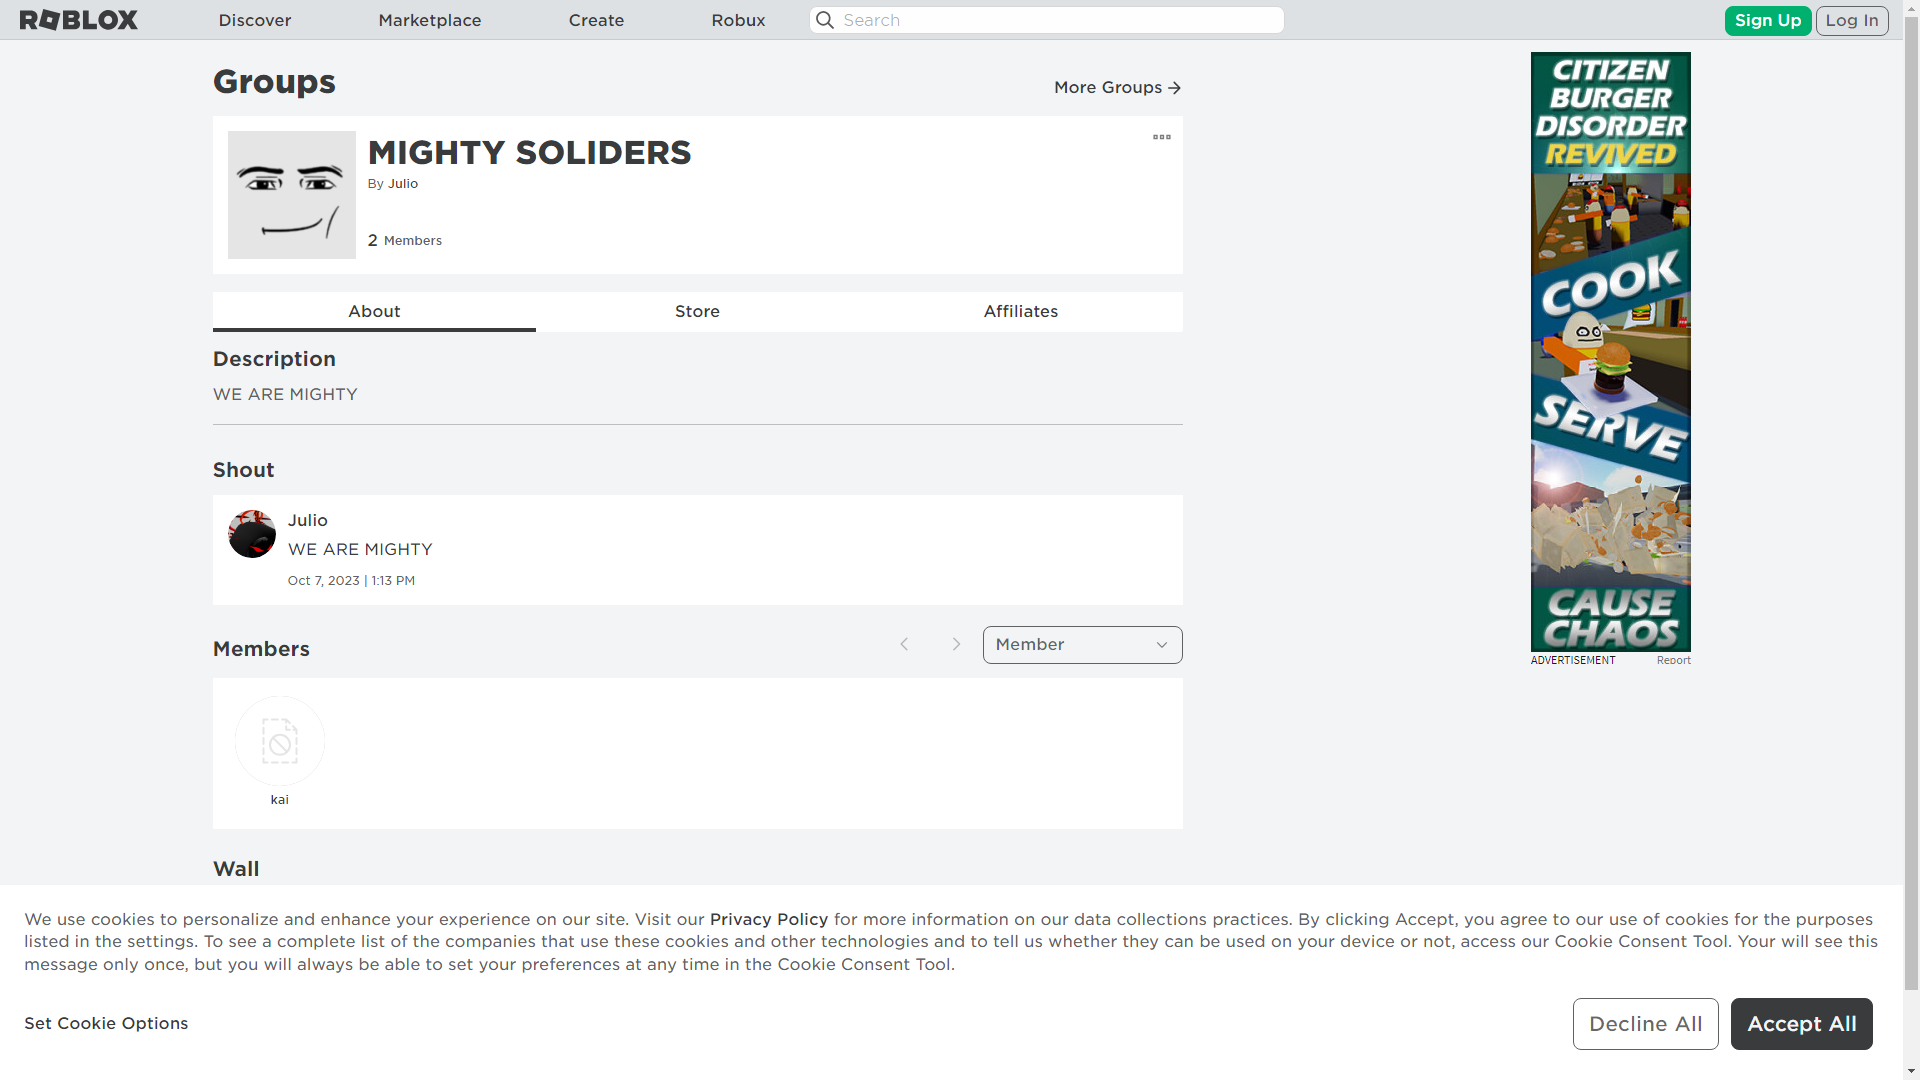 ROBLOX
Discover
Marketplace
Create
Robux
Search
Sign Up
Log In
Groups
More Groups
MIGHTY SOLIDERS
By Julio
2 Members
About
Store
Affiliates
Description
WE ARE MIGHTY
Shout
Julio
WE ARE MIGHTY
Oct 7, 2023 | 1:13 PM
Members
Member
kai
Wall
CITIZEN
BURGER
DISORDER
REVIVED
COOK
SERVE
CAUSE
CHAOS
ADVERTISEMENT
Report
We use cookies to personalize and enhance your experience on our site. Visit our Privacy Policy for more information on our data collections practices. By clicking Accept, you agree to our use of cookies for the purposes
listed in the settings. To see a complete list of the companies that use these cookies and other technologies and to tell us whether they can be used on your device or not, access our Cookie Consent Tool. Your will see this
message only once, but you will always be able to set your preferences at any time in the Cookie Consent Tool.
Set Cookie Options
Decline All
Accept All